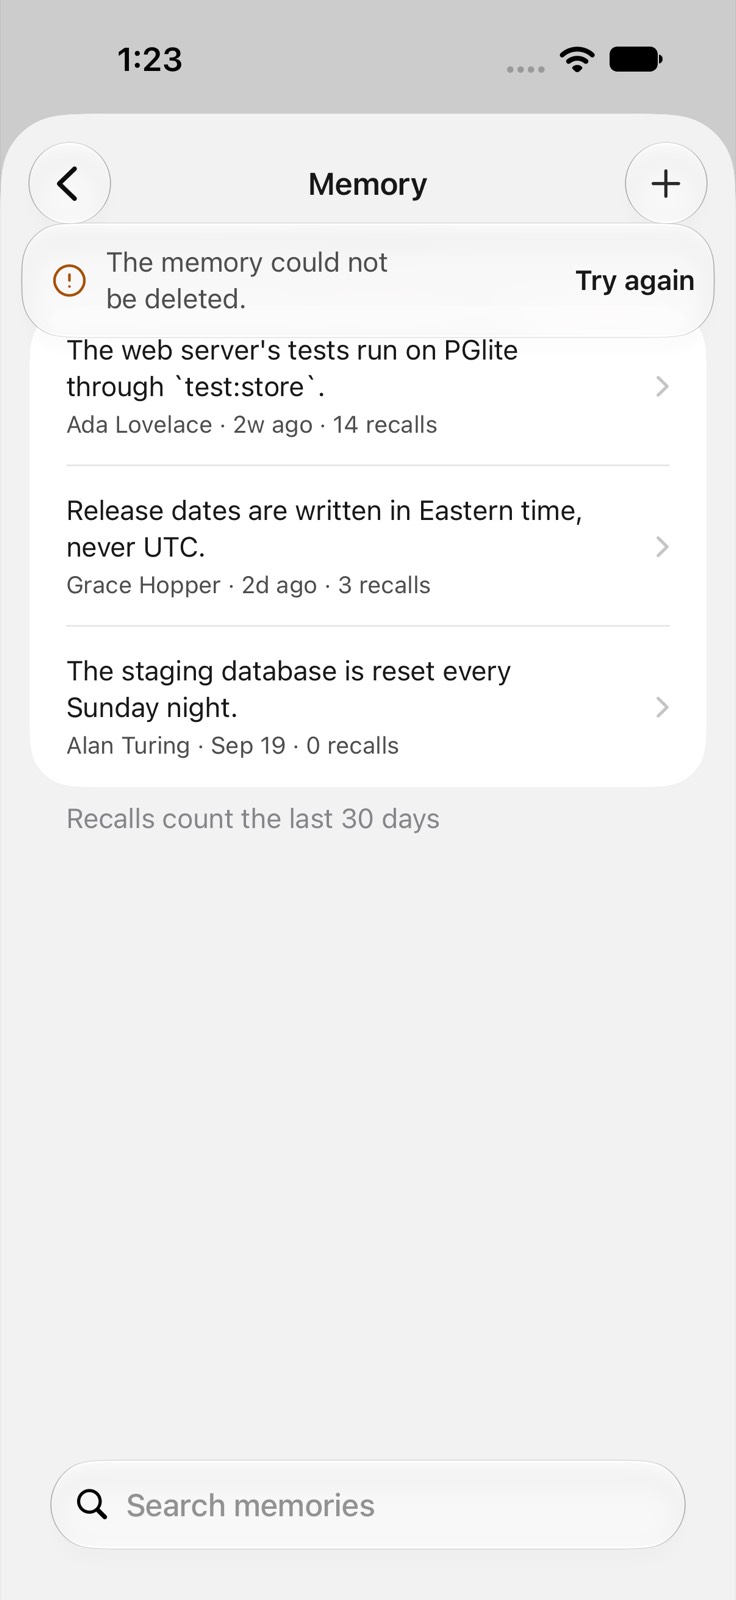 1:23
Memory
The memory could not
be deleted.
Try again
The web server's tests run on PGlite
through `test:store`.
Ada Lovelace · 2w ago · 14 recalls
Release dates are written in Eastern time,
never UTC.
Grace Hopper · 2d ago · 3 recalls
The staging database is reset every
Sunday night.
Alan Turing · Sep 19 · 0 recalls
Recalls count the last 30 days
Search memories